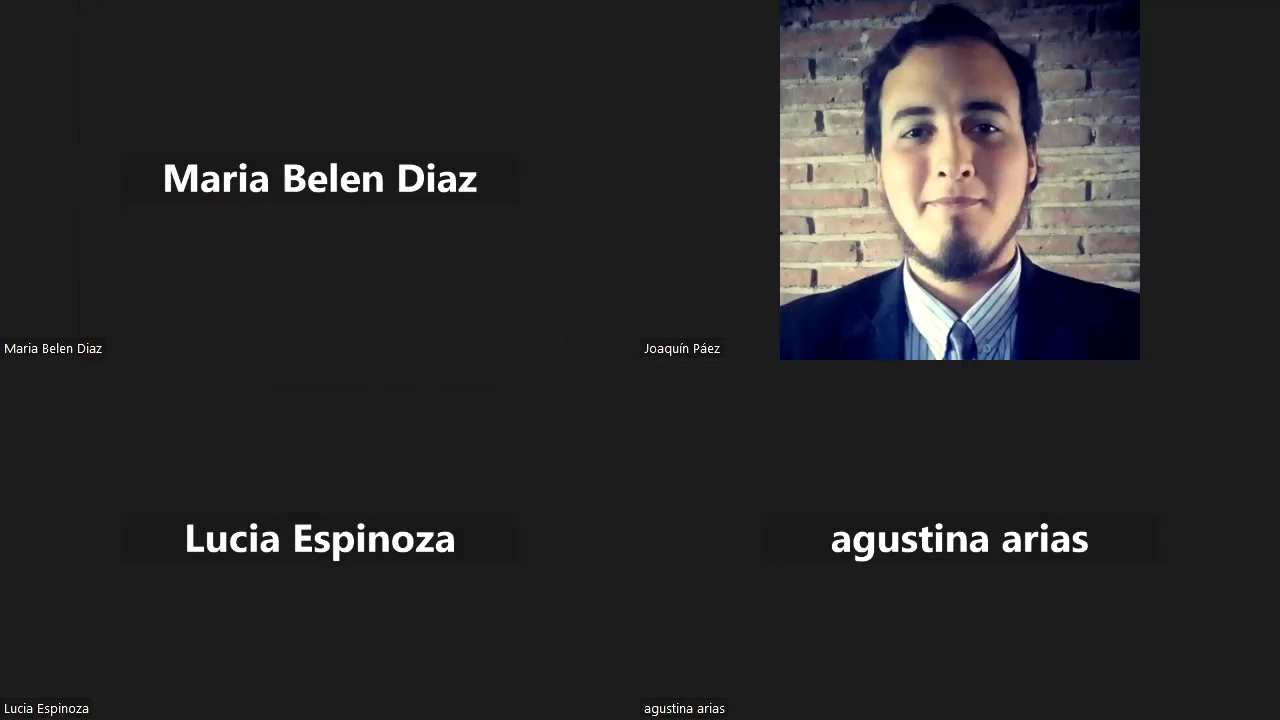 Maria Belen Diaz
Maria Belen Diaz
Joaquín Páez
Lucia Espinoza
agustina arias
Lucia Espinoza
agustina arias